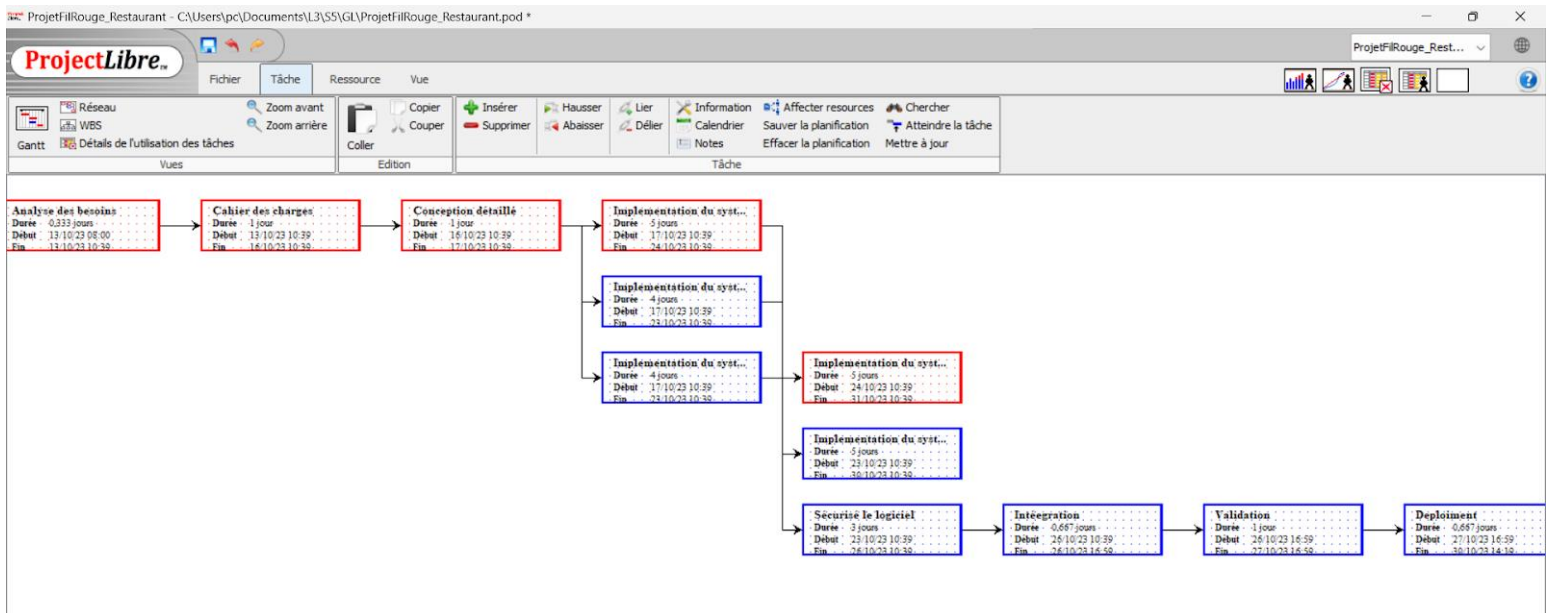 ProjetFilRouge_Restaurant - C:\Users\pc\Documents\L3\S5\GL\ProjetFilRouge_Restaurant.pod *
ProjectLibre™
ProjetFilRouge_Rest...
Fichier Tâche Ressource Vue
Réseau
WBS
Détails de l'utilisation des tâches
Gantt
Zoom avant
Zoom arrière
Vues
Coller
Copier
Couper
Edition
Insérer
Supprimer
Hausser
Abaisser
Lier
Délier
Information
Calendrier
Notes
Affecter resources
Sauver la planification
Effacer la planification
Chercher
Atteindre la tâche
Mettre à jour
Tâche
Analyse des besoins
Durée 0,333 jours
Début 13/10/23 08:00
Fin 13/10/23 10:39
Cahier des charges
Durée 1 jour
Début 13/10/23 10:39
Fin 16/10/23 10:39
Conception détaillé
Durée 1 jour
Début 16/10/23 10:39
Fin 17/10/23 10:39
Implementation du syst...
Durée 5 jours
Début 17/10/23 10:39
Fin 24/10/23 10:39
Implementation du syst...
Durée 4 jours
Début 17/10/23 10:39
Fin 23/10/23 10:39
Implementation du syst...
Durée 4 jours
Début 17/10/23 10:39
Fin 23/10/23 10:39
Implementation du syst...
Durée 5 jours
Début 24/10/23 10:39
Fin 31/10/23 10:39
Implementation du syst...
Durée 5 jours
Début 23/10/23 10:39
Fin 30/10/23 10:39
Sécurisé le logiciel
Durée 3 jours
Début 23/10/23 10:39
Fin 26/10/23 10:39
Intéegration
Durée 0,667 jours
Début 26/10/23 10:39
Fin 26/10/23 16:59
Validation
Durée 1 jour
Début 26/10/23 16:59
Fin 27/10/23 16:59
Deploiment
Durée 0,667 jours
Début 27/10/23 16:59
Fin 30/10/23 14:19